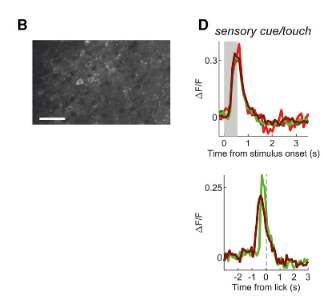 B
D
sensory cue/touch
0.3
ΔF/F
0
0 1 2 3
Time from stimulus onset (s)
0.25
ΔF/F
0
-2 -1 0 1 2 3
Time from lick (s)